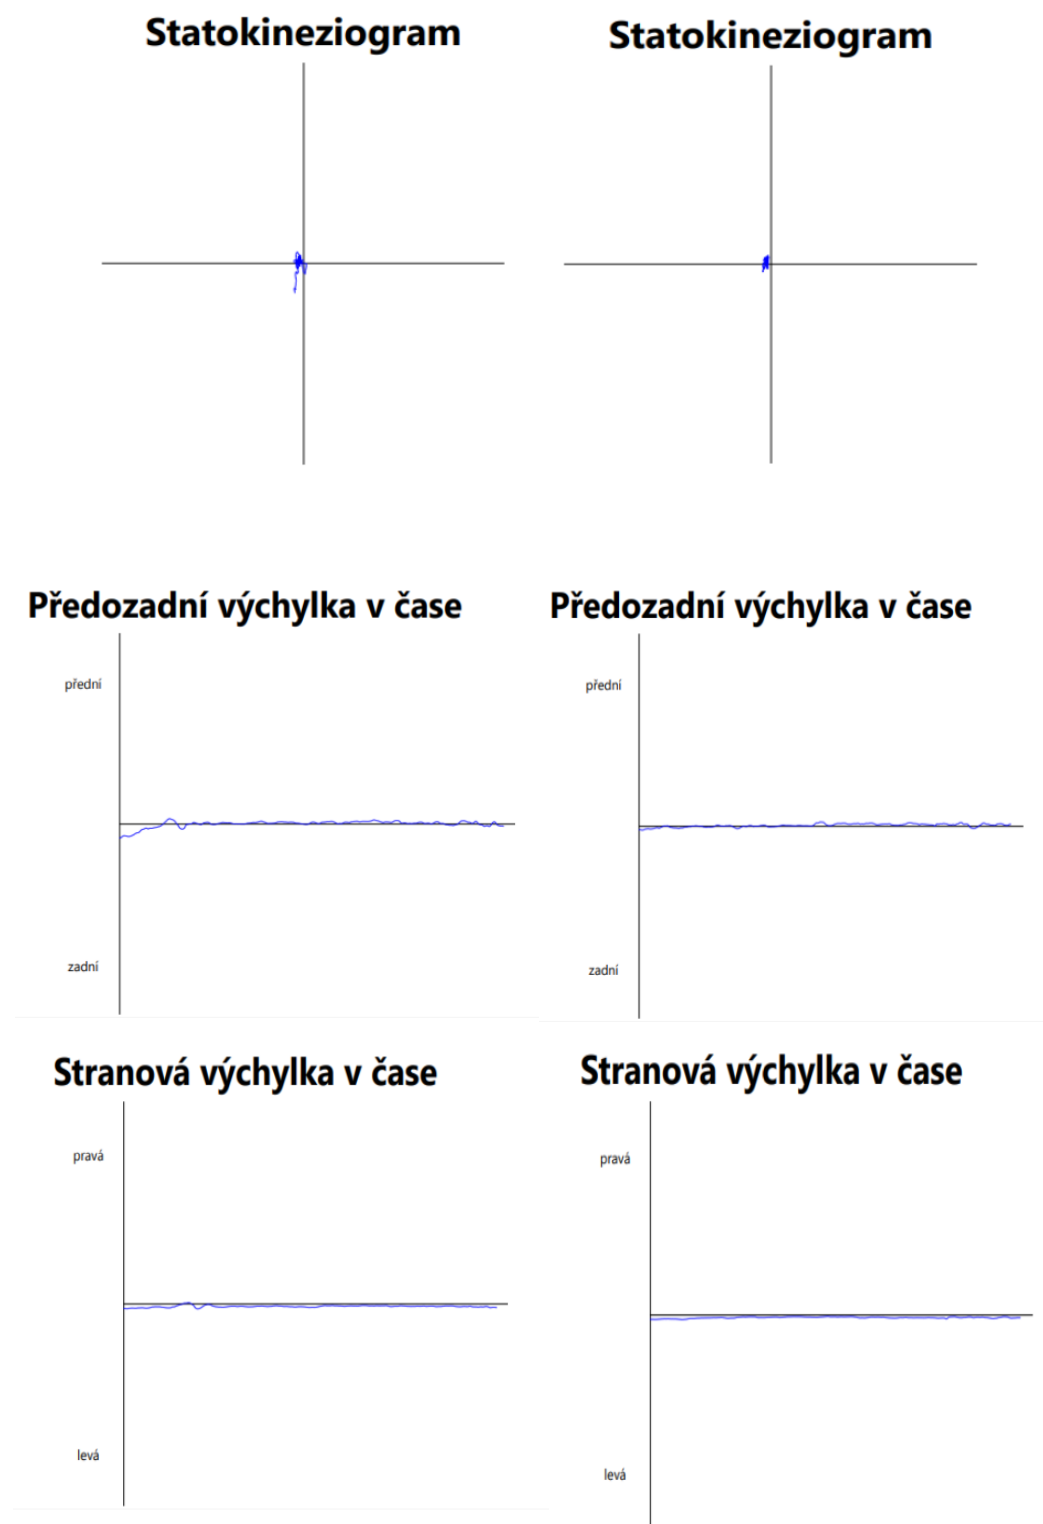 Statokineziogram
Statokineziogram
Předozadní výchylka v čase
Předozadní výchylka v čase
přední
přední
zadní
zadní
Stranová výchylka v čase
Stranová výchylka v čase
pravá
pravá
levá
levá